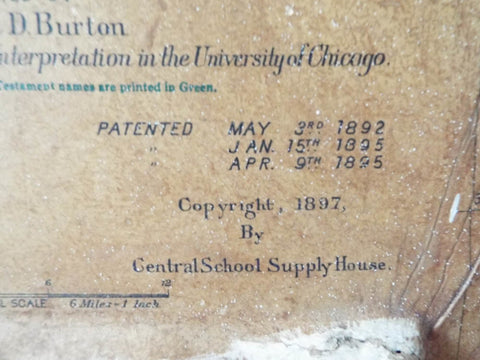 D Burton
nterpretation in the University of Chicago.
Testament names are printed in Green.
PATENTED MAY 3RD 1892
" JAN. 15TH 1895
" APR. 9TH 1895
Copyright, 1897,
By
Central School Supply House.
6 12
L SCALE 6 Miles-1 Inch